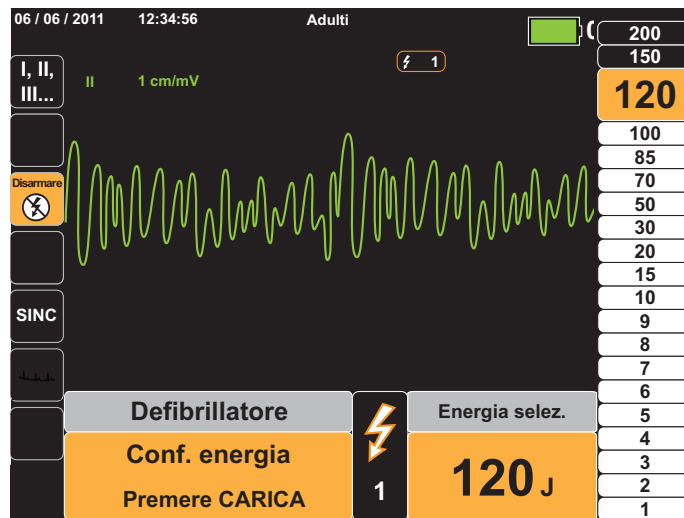 06 / 06 / 2011 12:34:56 Adulti
1
I, II,
III...
II 1 cm/mV
Disarmare
SINC
Defibrillatore
Conf. energia
Premere CARICA
1
Energia selez.
120 J
200
150
120
100
85
70
50
30
20
15
10
9
8
7
6
5
4
3
2
1